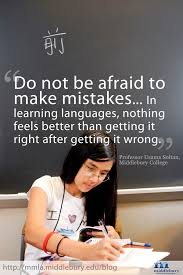 前
“Do not be afraid to
make mistakes... In
learning languages, nothing
feels better than getting it
right after getting it wrong.”
Professor Usama Soltan,
Middlebury College
http://mmla.middlebury.edu/blog
middlebury